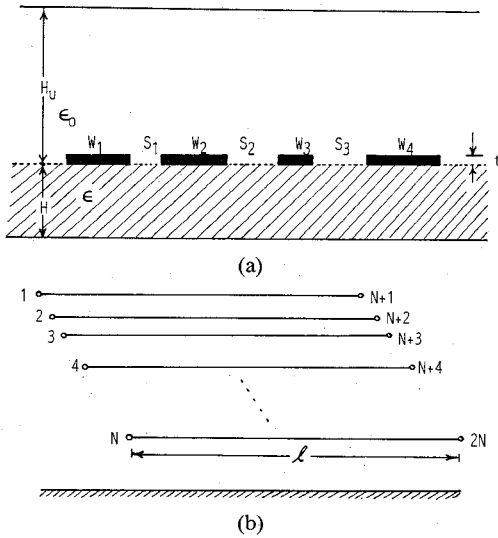 H_U
ϵ_0
W_1 S_1 W_2 S_2 W_3 S_3 W_4
t
H
ϵ
(a)
1 N+1
2 N+2
3 N+3
4 N+4
N 2N
ℓ
(b)